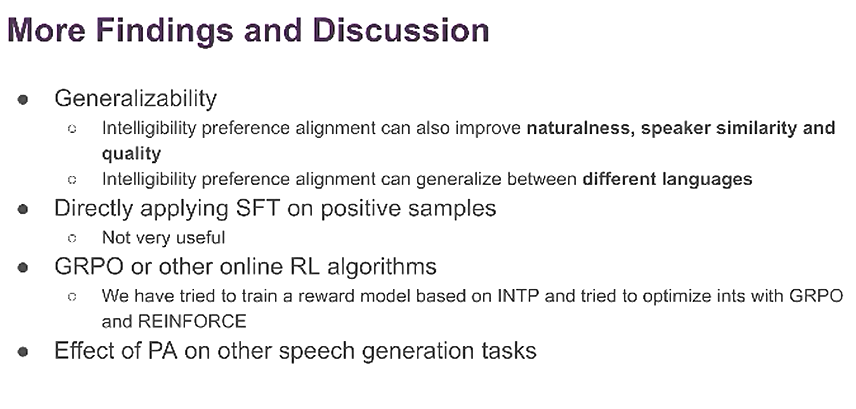 More Findings and Discussion
● Generalizability
○ Intelligibility preference alignment can also improve naturalness, speaker similarity and
quality
○ Intelligibility preference alignment can generalize between different languages
● Directly applying SFT on positive samples
○ Not very useful
● GRPO or other online RL algorithms
○ We have tried to train a reward model based on INTP and tried to optimize ints with GRPO
and REINFORCE
● Effect of PA on other speech generation tasks